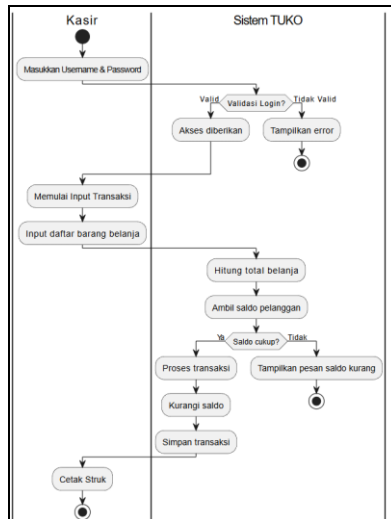 Kasir
Sistem TUKO
Masukkan Username & Password
Valid
Validasi Login?
Tidak Valid
Akses diberikan
Tampilkan error
Memulai Input Transaksi
Input daftar barang belanja
Hitung total belanja
Ambil saldo pelanggan
Ya
Saldo cukup?
Tidak
Proses transaksi
Tampilkan pesan saldo kurang
Kurangi saldo
Simpan transaksi
Cetak Struk